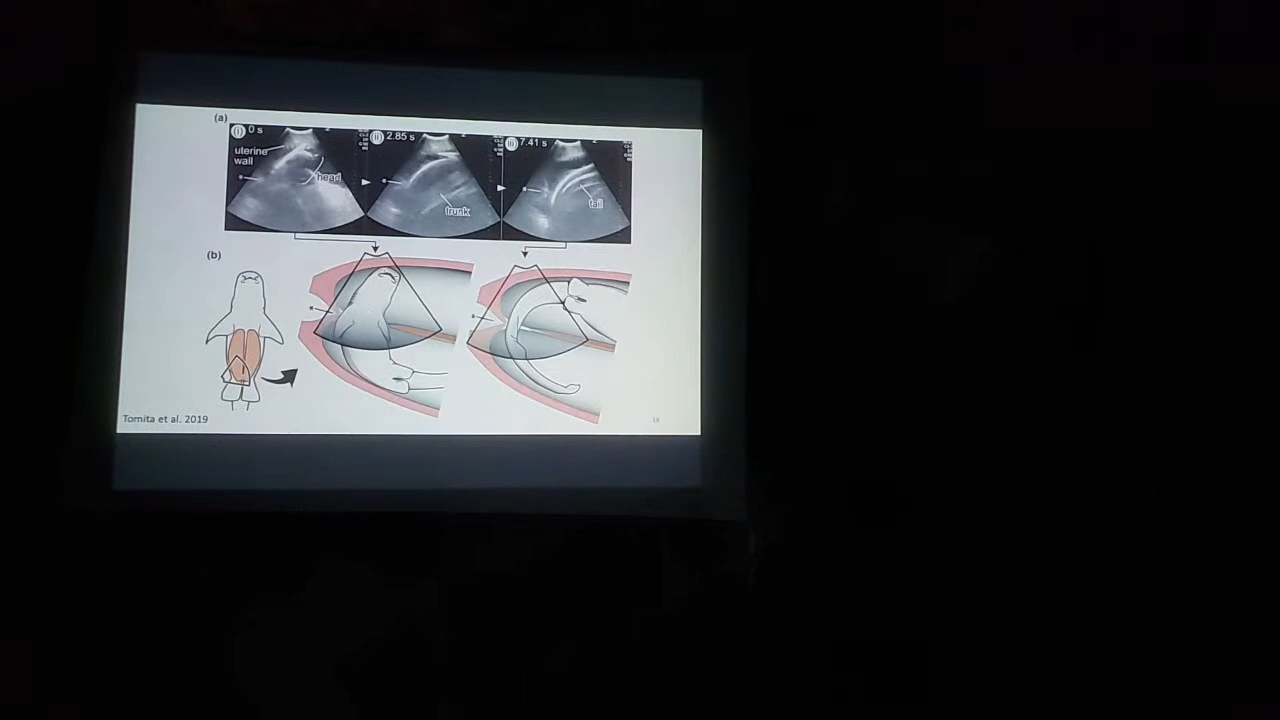 (a)
(i) 0 s
uterine
wall
*
head
(ii) 2.85 s
*
trunk
(iii) 7.41 s
*
tail
(b)
*
*
Tomita et al. 2019